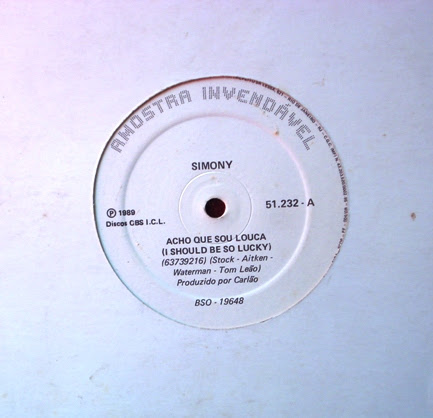 AMOSTRA INVENDÁVEL
SIMONY
Ⓟ 1989
Discos CBS I.C.L.
51.232 - A
ACHO QUE SOU LOUCA
(I SHOULD BE SO LUCKY)
(63739216) (Stock - Aitken -
Waterman - Tom Leão)
Produzido por Carlão
BSO - 19648